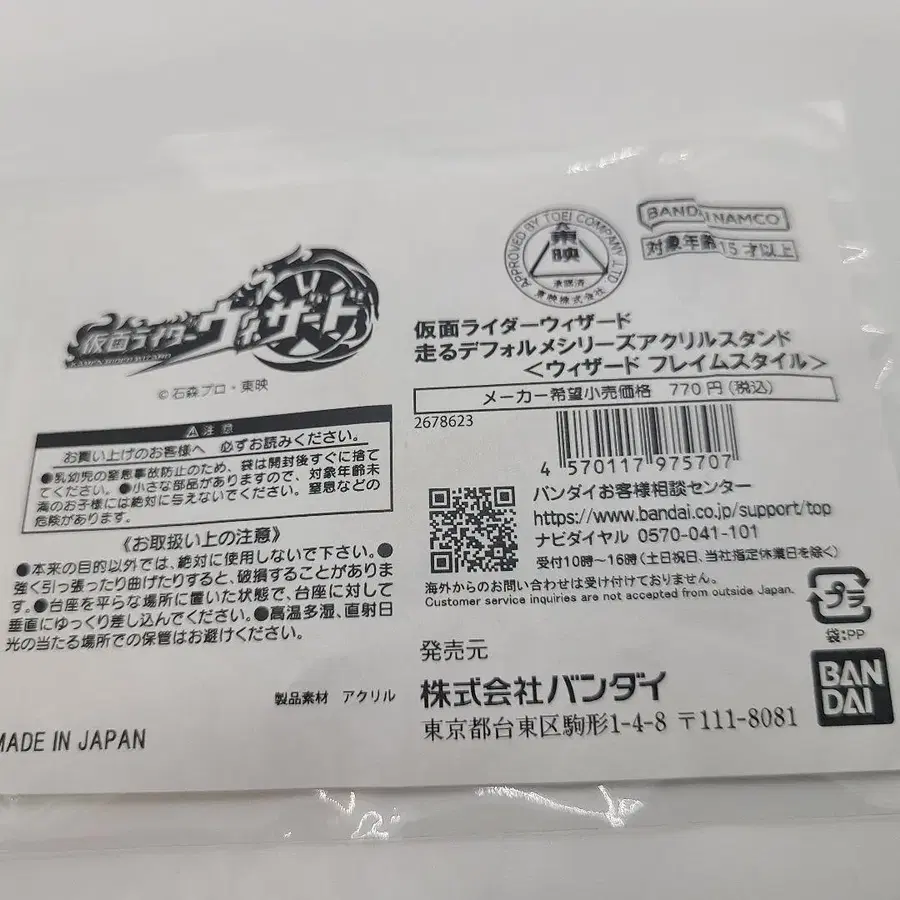 仮面ライダーウィザード
KAMEN RIDER WIZARD
©石森プロ・東映
⚠注意
お買い上げのお客様へ 必ずお読みください。
●乳幼児の窒息事故防止のため、袋は開封後すぐに捨
ててください。●小さな部品がありますので、対象年齢未
満のお子様には絶対に与えないでください。窒息などの
危険があります。
《お取扱い上の注意》
●本来の目的以外では、絶対に使用しないで下さい。●
強く引っ張ったり曲げたりすると、破損することがありま
す。●台座を平らな場所に置いた状態で、台座に対して
垂直にゆっくり差し込んでください。●高温多湿、直射日
光の当たる場所での保管はお避けください。
製品素材 アクリル
MADE IN JAPAN
APPROVED BY TOEI COMPANY, LTD
東映
承認済
東映株式会社
BANDAI NAMCO
対象年齢15才以上
仮面ライダーウィザード
走るデフォルメシリーズアクリルスタンド
<ウィザード フレイムスタイル>
メーカー希望小売価格 770円(税込)
2678623
4 570117 975707
バンダイお客様相談センター
https://www.bandai.co.jp/support/top
ナビダイヤル 0570-041-101
受付10時~16時(土日祝日、当社指定休業日を除く)
海外からのお問い合わせは受け付けておりません。
Customer service inquiries are not accepted from outside Japan.
プラ
袋:PP
発売元
株式会社バンダイ
東京都台東区駒形1-4-8 〒111-8081
BAN
DAI